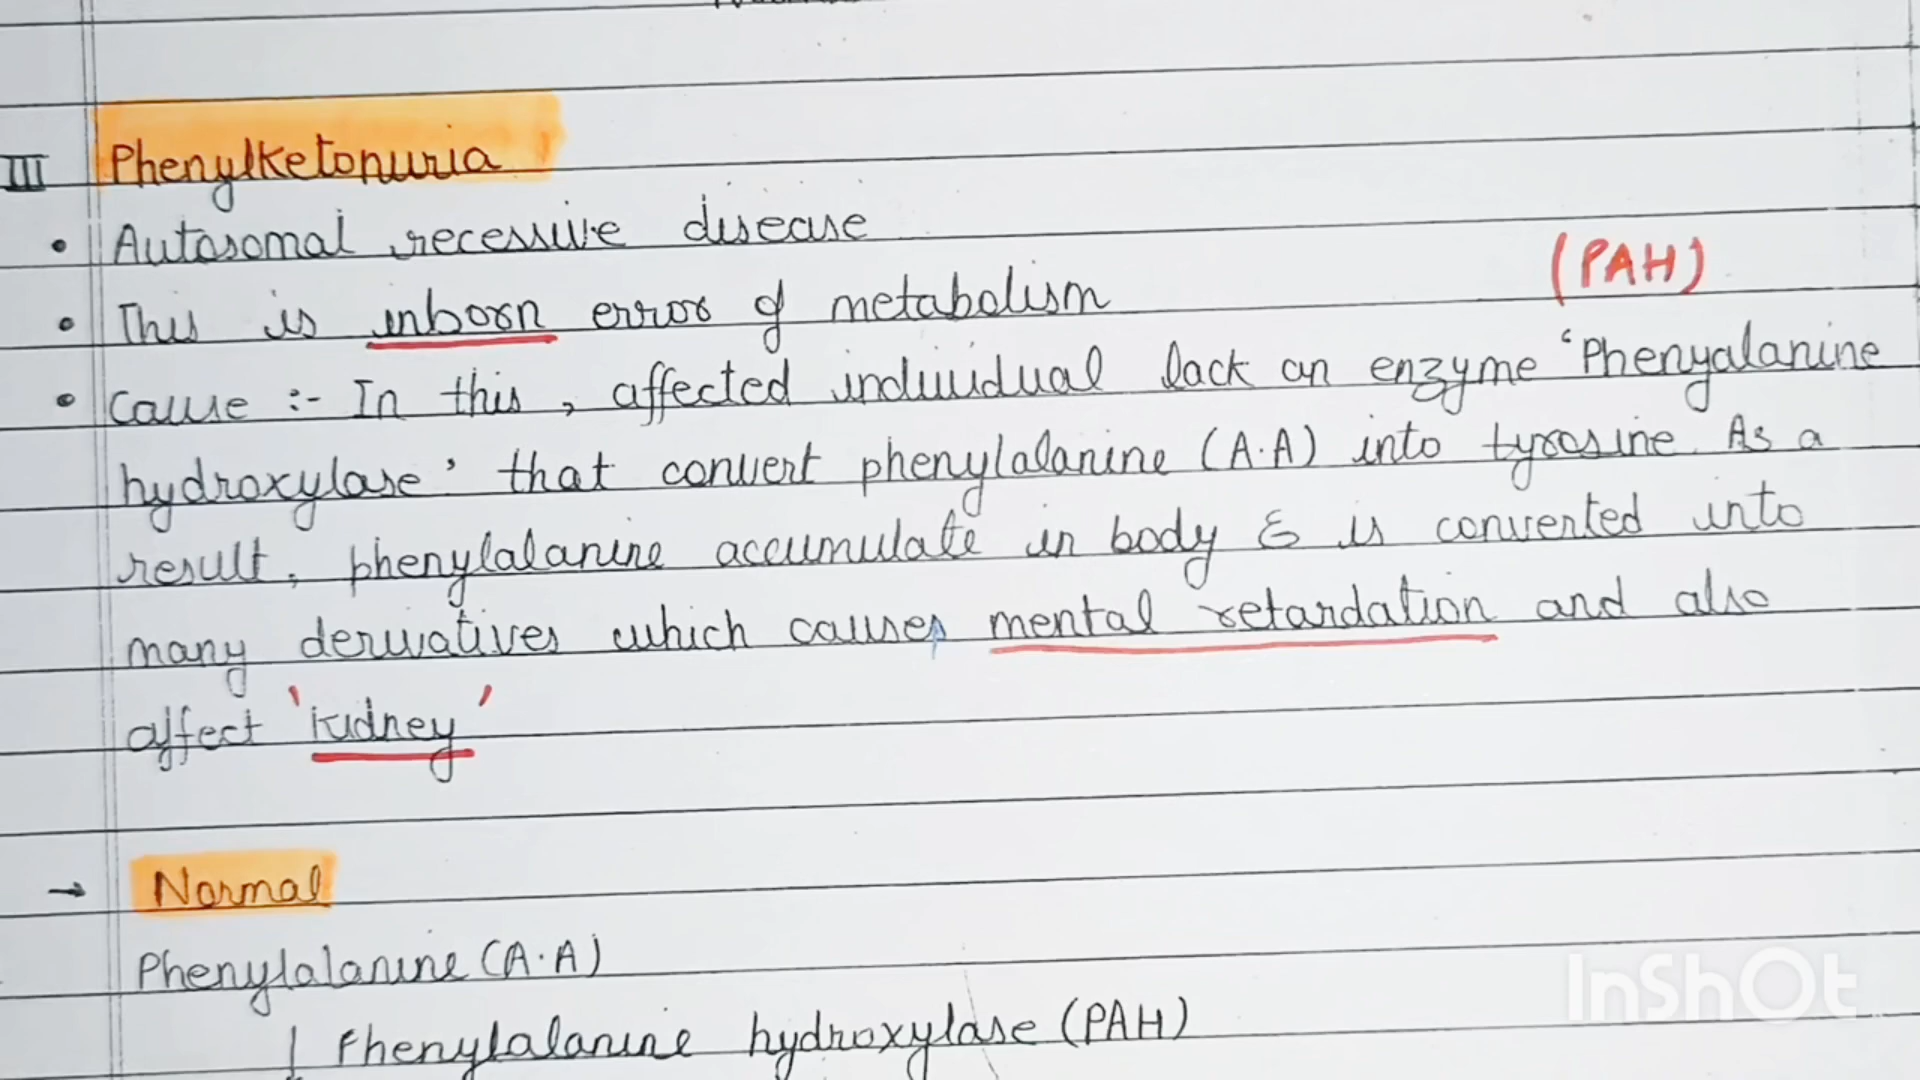 III Phenylketonuria
• Autosomal recessive disease
(PAH)
• This is inborn error of metabolism
• Cause :- In this, affected individual lack an enzyme 'Phenyalanine
hydroxylase' that convert phenylalanine (A.A) into tyrosine. As a
result, phenylalanine accumulate in body & is converted into
many derivatives which causes mental retardation and also
affect 'kidney'
→ Normal
Phenylalanine (A.A)
Phenylalanine hydroxylase (PAH)
InShOt